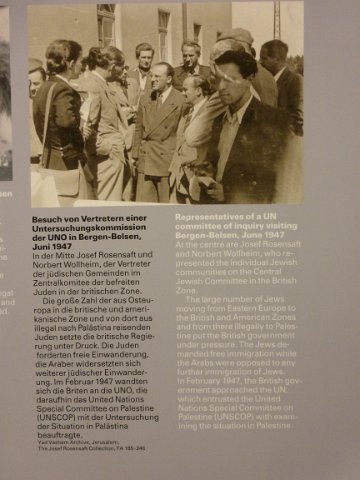 Besuch von Vertretern einer
Untersuchungskommission
der UNO in Bergen-Belsen,
Juni 1947
In der Mitte Josef Rosensaft und
Norbert Wollheim, der Vertreter
der jüdischen Gemeinden im
Zentralkomitee der befreiten
Juden in der britischen Zone.
Die große Zahl der aus Osteu-
ropa in die britische und ameri-
kanische Zone und von dort aus
illegal nach Palästina reisenden
Juden setzte die britische Regie-
rung unter Druck. Die Juden
forderten freie Einwanderung,
die Araber widersetzten sich
weiterer jüdischer Einwander-
ung. Im Februar 1947 wandten
sich die Briten an die UNO, die
daraufhin das United Nations
Special Committee on Palestine
(UNSCOP) mit der Untersuchung
der Situation in Palästina
beauftragte.
Yad Vashem Archive, Jerusalem,
The Josef Rosensaft Collection, FA 185-246
Representatives of a UN
committee of inquiry visiting
Bergen-Belsen, June 1947
At the centre are Josef Rosensaft
and Norbert Wollheim, who re-
presented the individual Jewish
communities on the Central
Jewish Committee in the British
Zone.
The large number of Jews
moving from Eastern Europe to
the British and American Zones
and from there illegally to Pales-
tine put the British government
under pressure. The Jews de-
manded free immigration while
the Arabs were opposed to any
further immigration of Jews.
In February 1947, the British gov-
ernment approached the UN,
which entrusted the United
Nations Special Committee on
Palestine (UNSCOP) with exam-
ining the situation in Palestine.